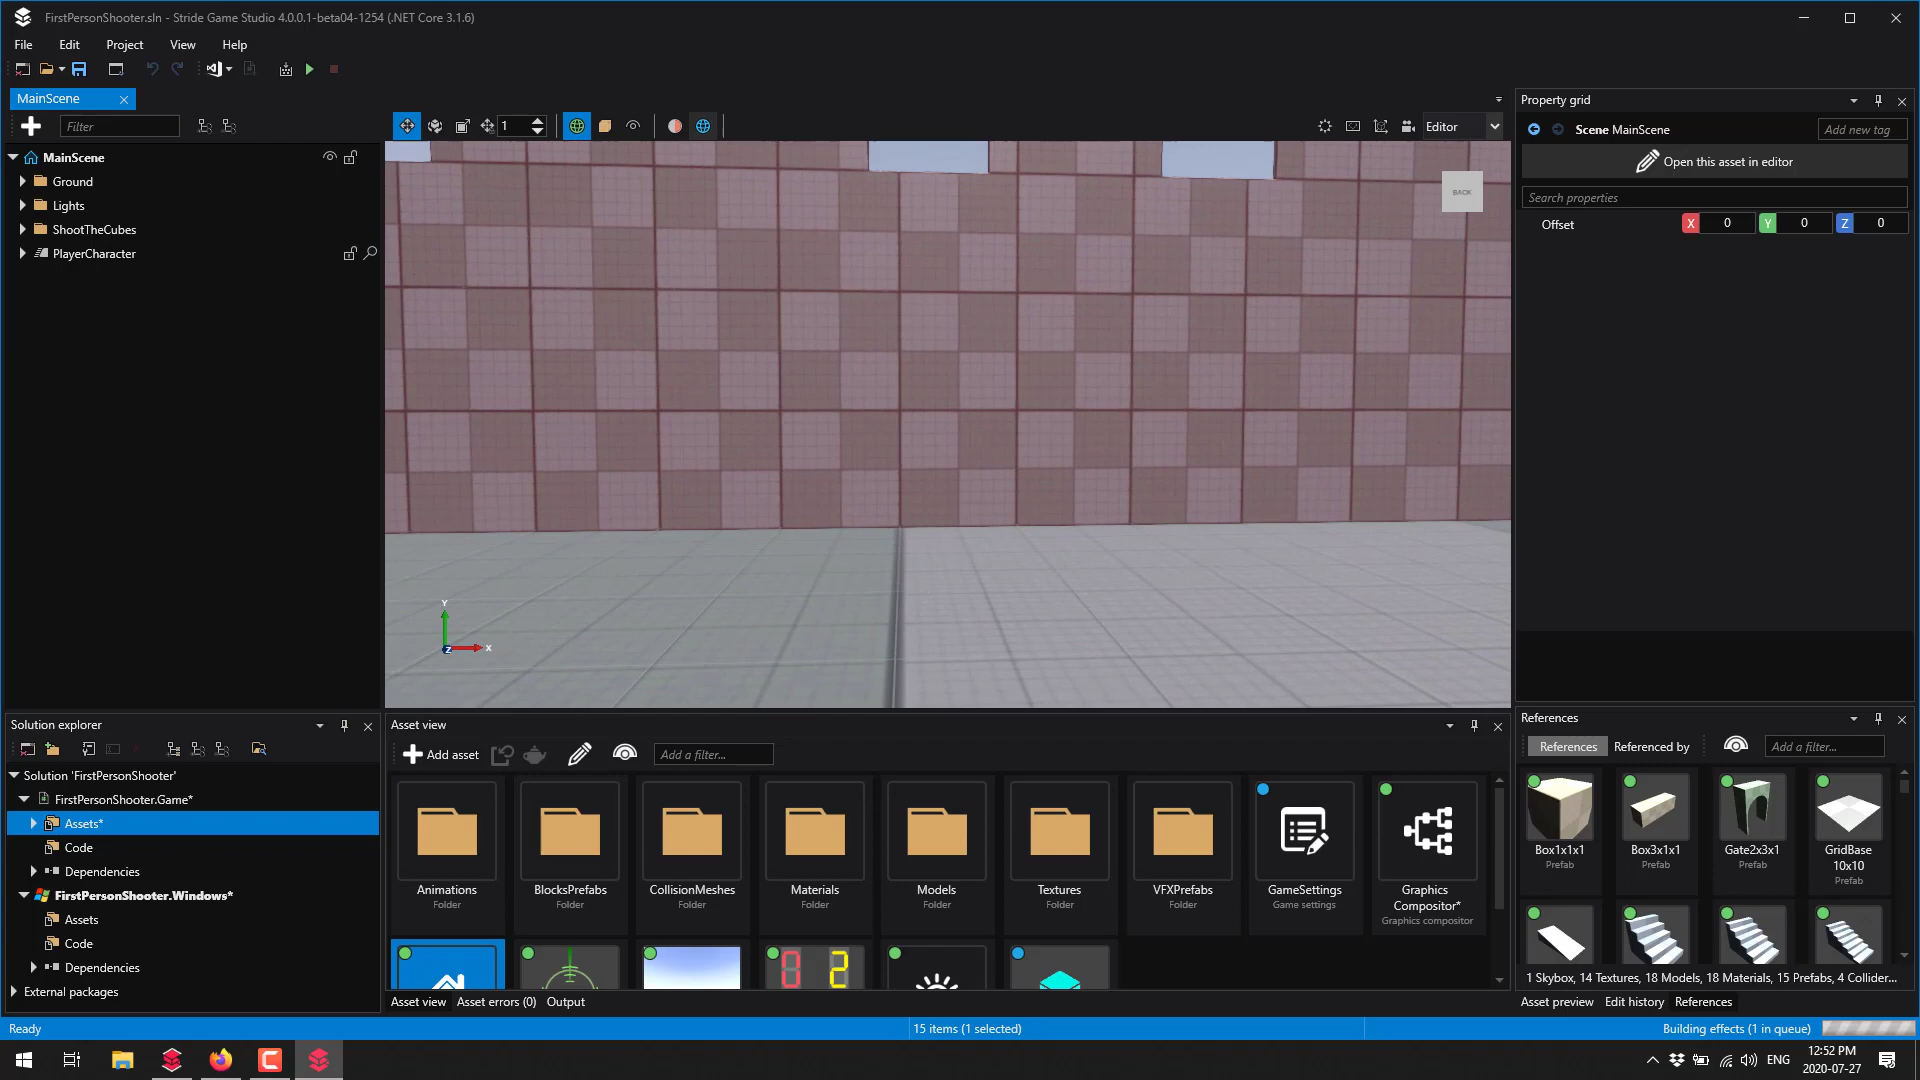 FirstPersonShooter.sln - Stride Game Studio 4.0.0.1-beta04-1254 (.NET Core 3.1.6)
File Edit Project View Help
MainScene
Filter
1
Editor
MainScene
Ground
Lights
ShootTheCubes
PlayerCharacter
BACK
Y
Z X
Property grid
Scene MainScene
Add new tag
Open this asset in editor
Search properties
Offset X 0 Y 0 Z 0
Solution explorer
Solution 'FirstPersonShooter'
FirstPersonShooter.Game*
Assets*
Code
Dependencies
FirstPersonShooter.Windows*
Assets
Code
Dependencies
External packages
Asset view
Add asset
Add a filter...
Animations
Folder
BlocksPrefabs
Folder
CollisionMeshes
Folder
Materials
Folder
Models
Folder
Textures
Folder
VFXPrefabs
Folder
GameSettings
Game settings
Graphics
Compositor*
Graphics compositor
0 2
Asset view Asset errors (0) Output
References
References Referenced by
Add a filter...
Box1x1x1
Prefab
Box3x1x1
Prefab
Gate2x3x1
Prefab
GridBase
10x10
Prefab
1 Skybox, 14 Textures, 18 Models, 18 Materials, 15 Prefabs, 4 Collider...
Asset preview Edit history References
Ready
15 items (1 selected)
Building effects (1 in queue)
ENG
12:52 PM
2020-07-27